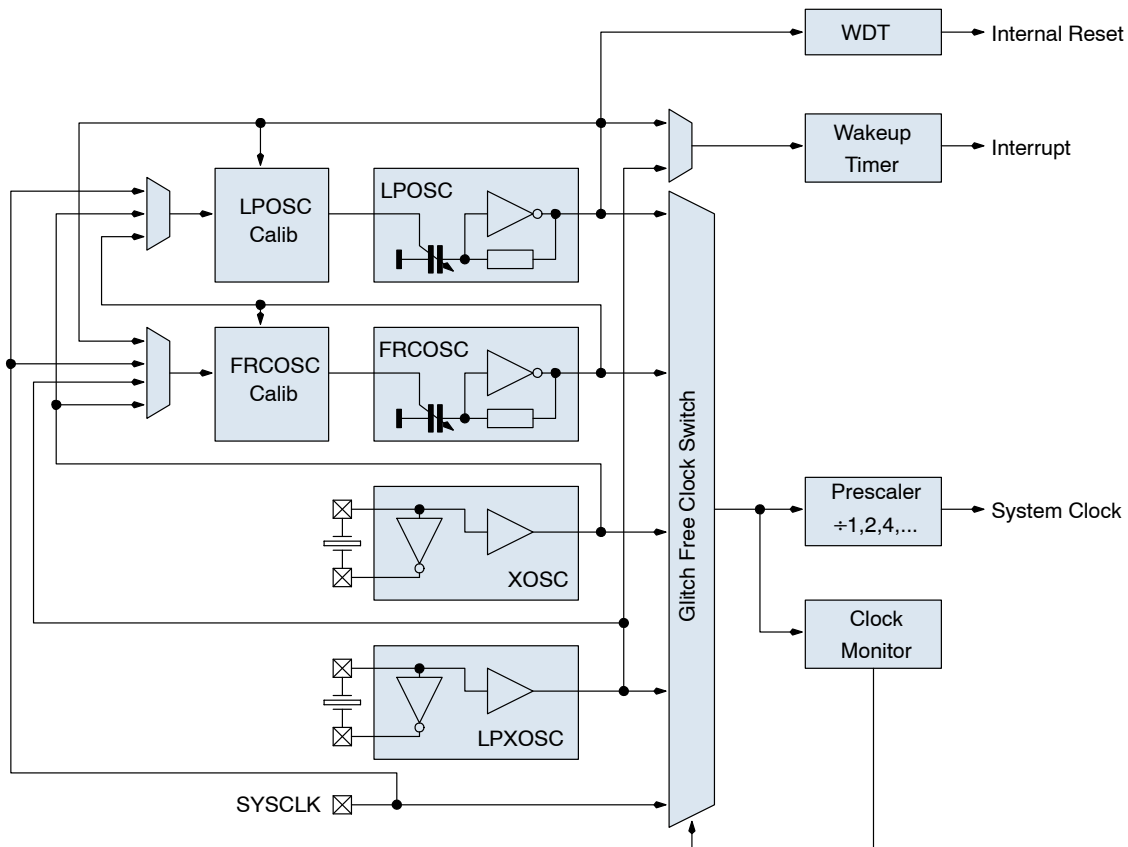 WDT
Internal Reset
Wakeup
Timer
Interrupt
LPOSC
Calib
LPOSC
FRCOSC
Calib
FRCOSC
Glitch Free Clock Switch
XOSC
Prescaler
÷1,2,4,...
System Clock
Clock
Monitor
LPXOSC
SYSCLK